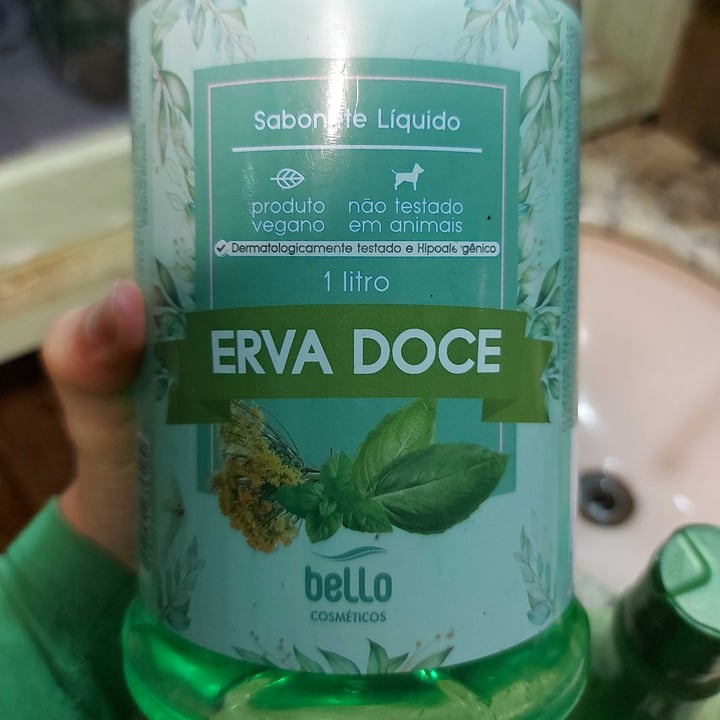 Sabonete Líquido
produto vegano
não testado em animais
Dermatologicamente testado e Hipoalergênico
1 litro
ERVA DOCE
bello
COSMÉTICOS